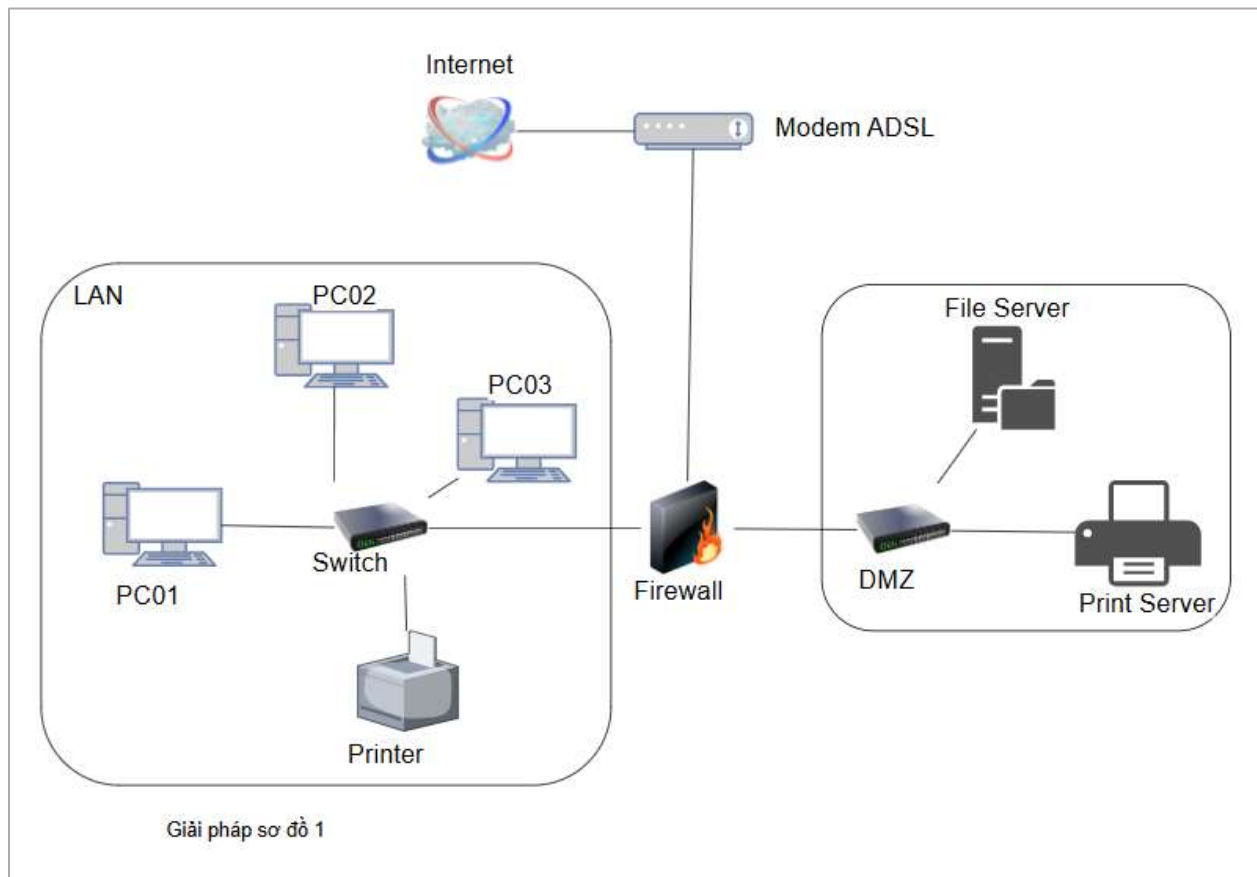 Internet
Modem ADSL
LAN
PC02
File Server
PC03
Switch
PC01
Firewall
DMZ
Print Server
Printer
Giải pháp sơ đồ 1